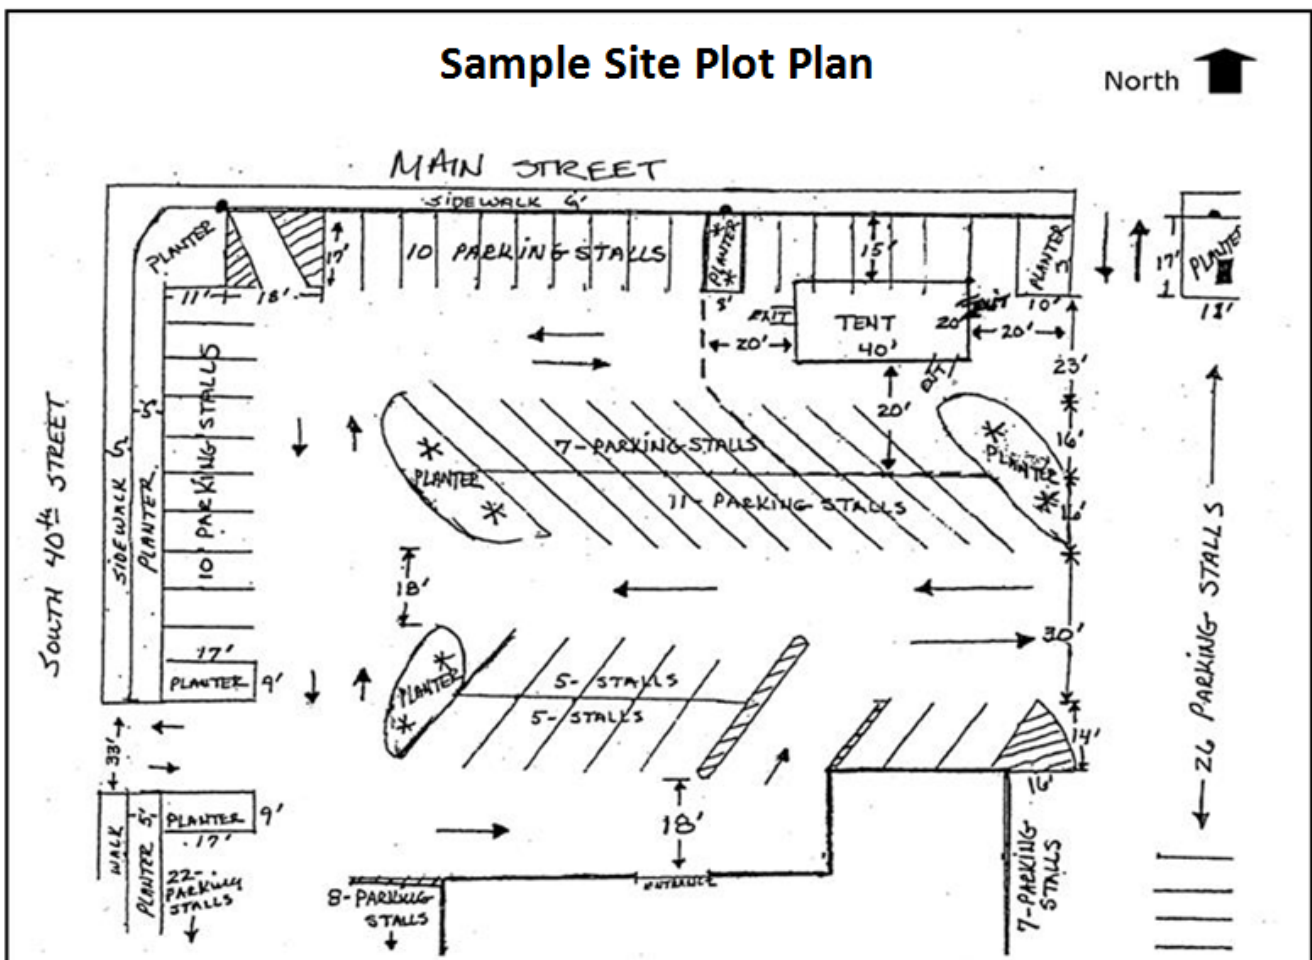 Sample Site Plot Plan
North
MAIN STREET
SIDEWALK 6'
PLANTER
17'
10 PARKING STALLS
PLANTER
15'
PLANTER
17'
PLANTER
11'
18'
8'
EXIT
TENT
40'
20'
EXIT
10'
18'
20'
20'
23'
EXIT
20'
SOUTH 40th STREET
SIDEWALK 5'
PLANTER 5'
10' PARKING STALLS
7-PARKING STALLS
PLANTER
11- PARKING STALLS
PLANTER
16'
16'
18'
30'
26 PARKING STALLS
17'
PLANTER
9'
PLANTER
5- STALLS
5- STALLS
33'
14'
16'
WALK
PLANTER 5'
PLANTER
9'
17'
22-
PARKING
STALLS
18'
ENTRANCE
8-PARKING
STALLS
7-PARKING
STALLS